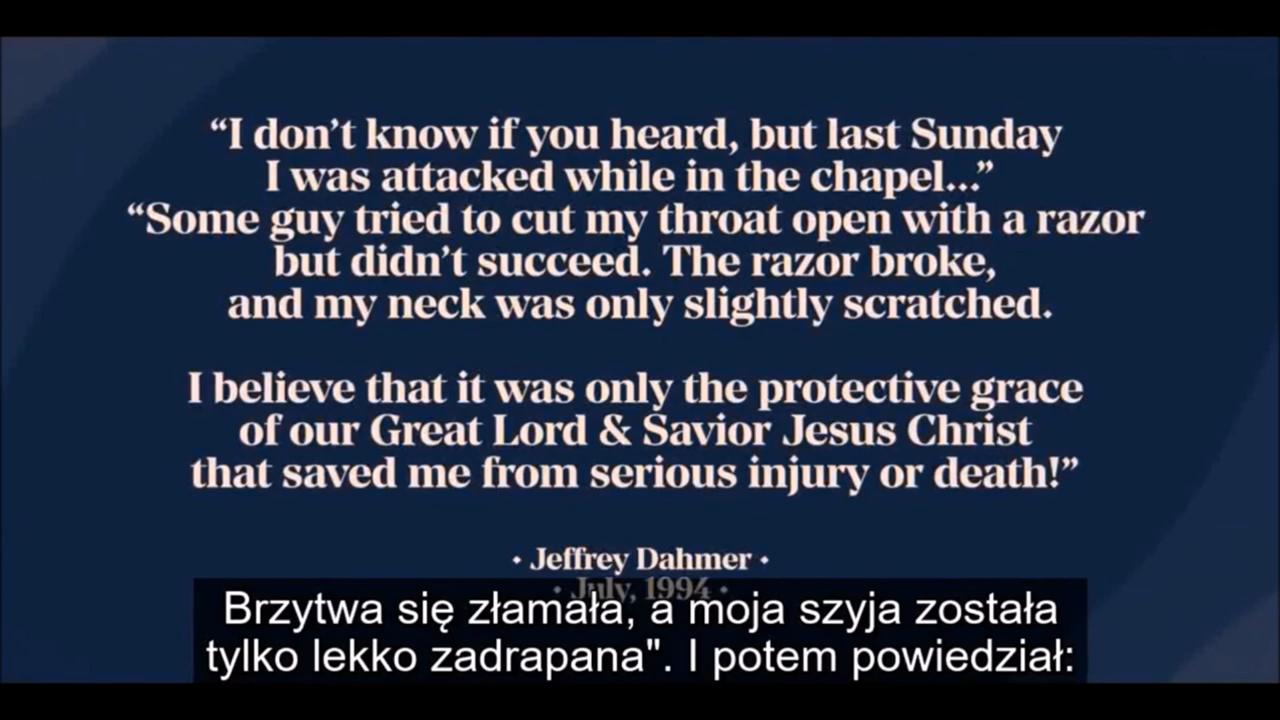 “I don’t know if you heard, but last Sunday
I was attacked while in the chapel...”
“Some guy tried to cut my throat open with a razor
but didn’t succeed. The razor broke,
and my neck was only slightly scratched.
I believe that it was only the protective grace
of our Great Lord & Savior Jesus Christ
that saved me from serious injury or death!”
• Jeffrey Dahmer •
• July, 1994 •
Brzytwa się złamała, a moja szyja została
tylko lekko zadrapana". I potem powiedział: